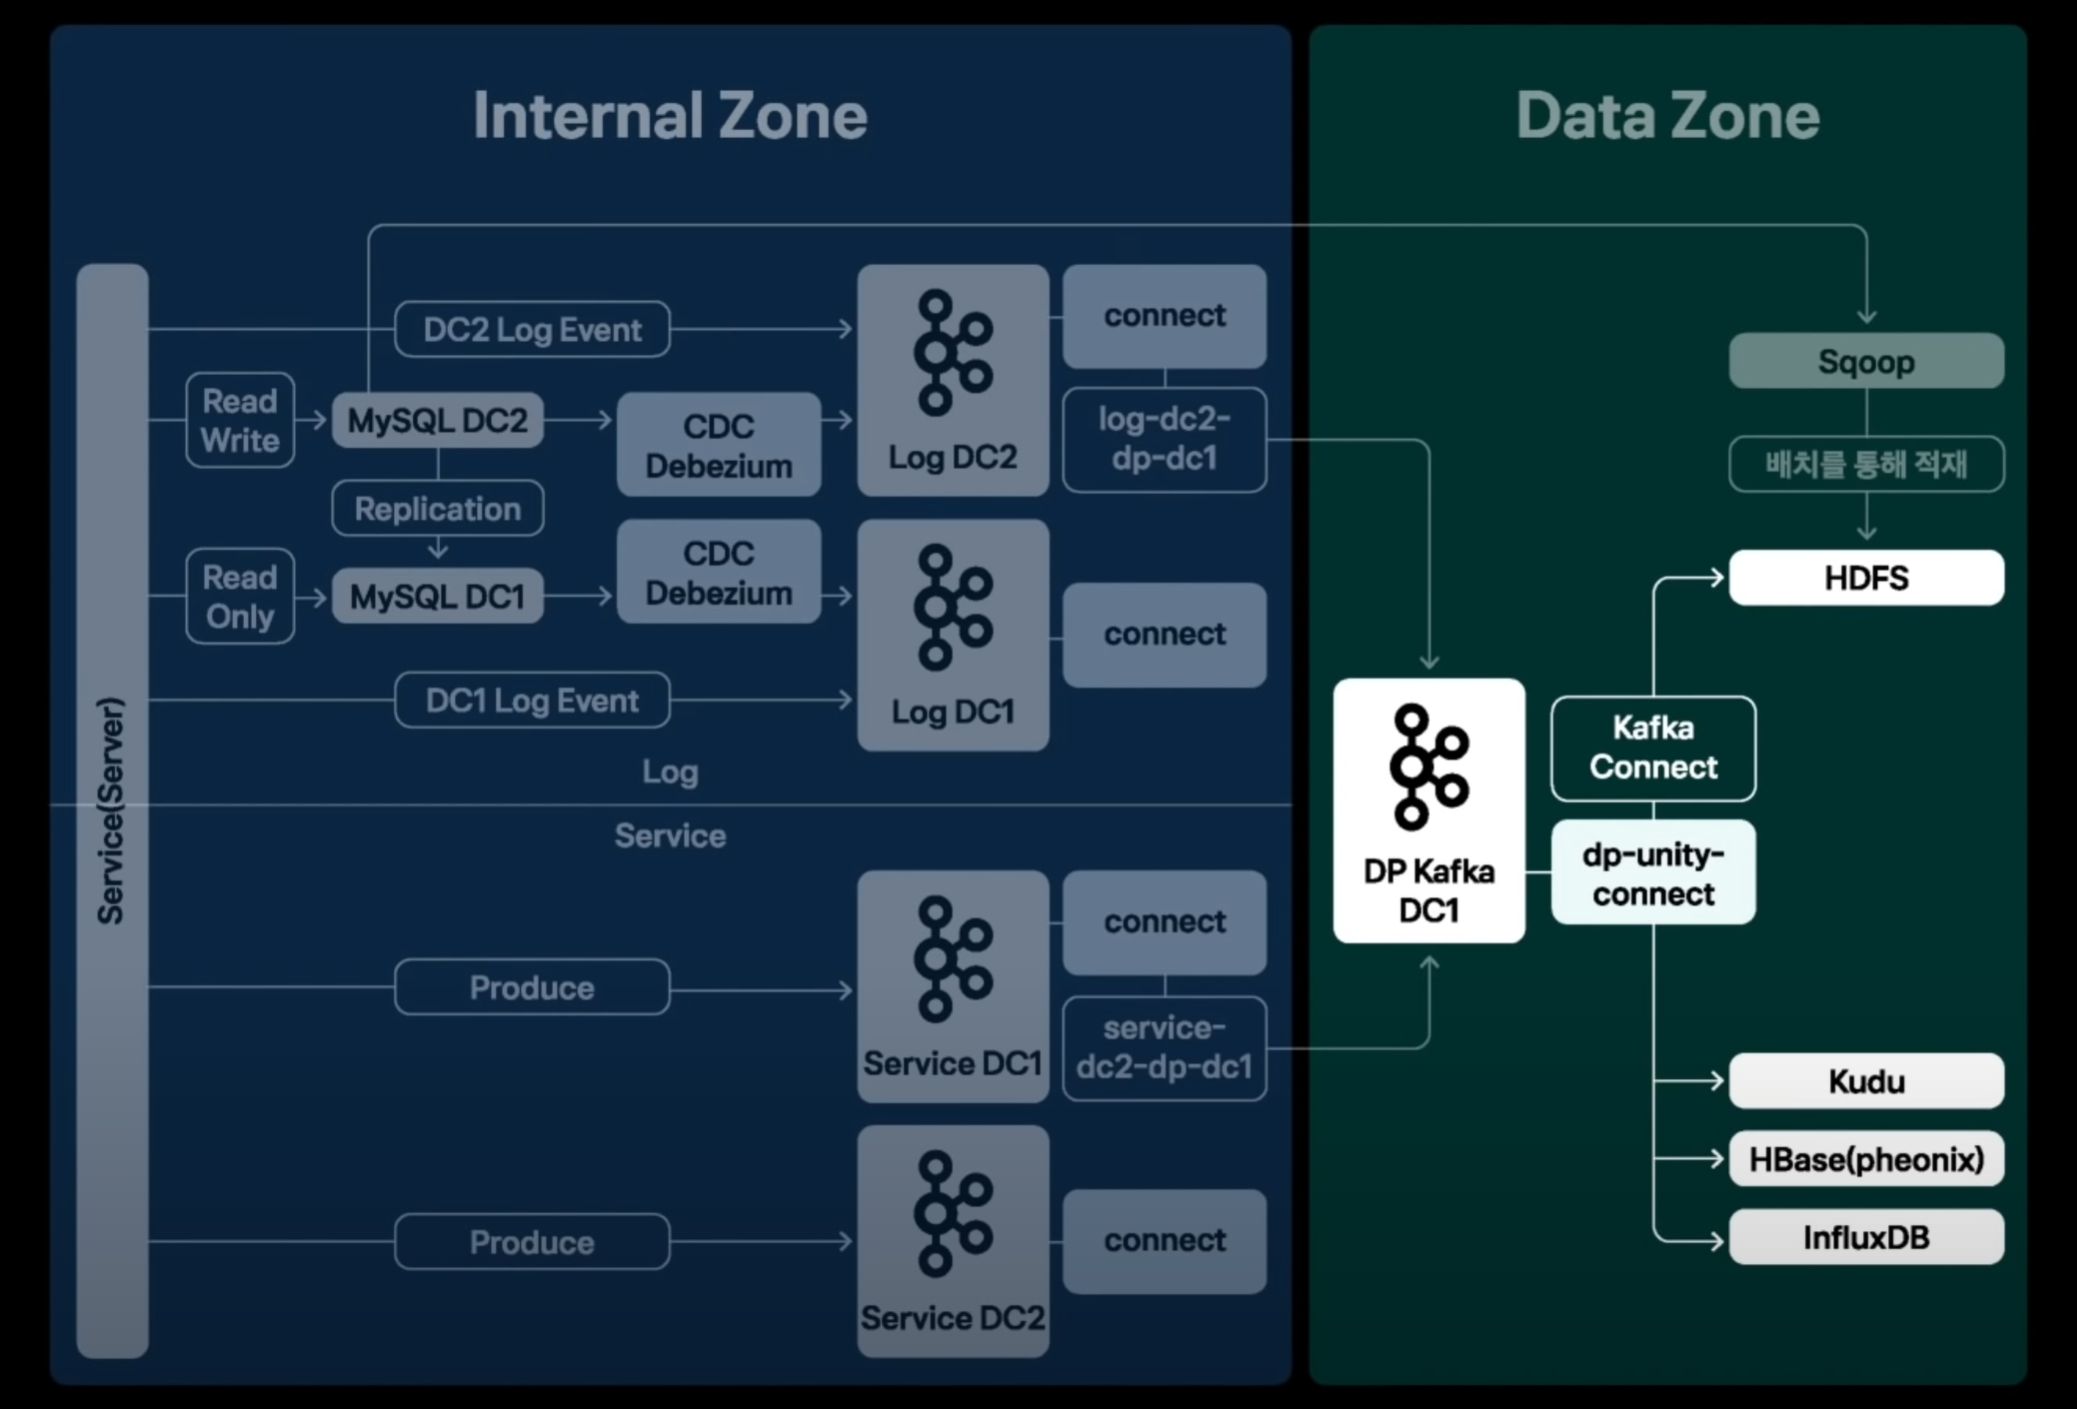 Internal Zone
Data Zone
DC2 Log Event
Read
Write
MySQL DC2
CDC
Debezium
Log DC2
connect
log-dc2-
dp-dc1
Replication
Read
Only
MySQL DC1
CDC
Debezium
Log DC1
connect
DC1 Log Event
Log
Service
Service(Server)
Produce
Service DC1
connect
service-
dc2-dp-dc1
Produce
Service DC2
connect
Sqoop
배치를 통해 적재
HDFS
Kafka
Connect
DP Kafka
DC1
dp-unity-
connect
Kudu
HBase(pheonix)
InfluxDB